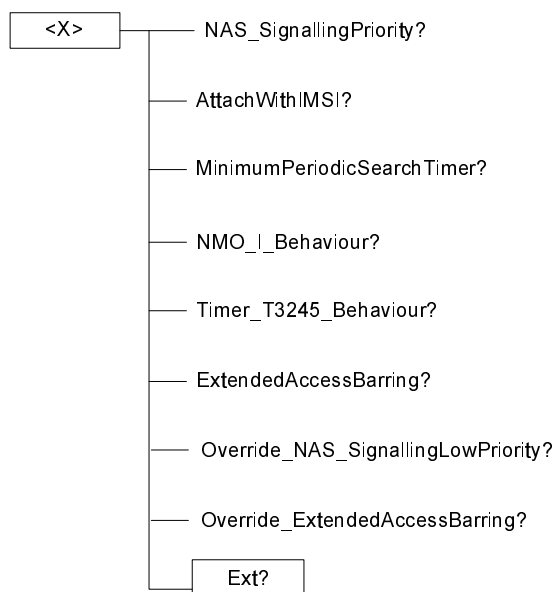 <X>
NAS_SignallingPriority?
AttachWithIMSI?
MinimumPeriodicSearchTimer?
NMO_I_Behaviour?
Timer_T3245_Behaviour?
ExtendedAccessBarring?
Override_NAS_SignallingLowPriority?
Override_ExtendedAccessBarring?
Ext?